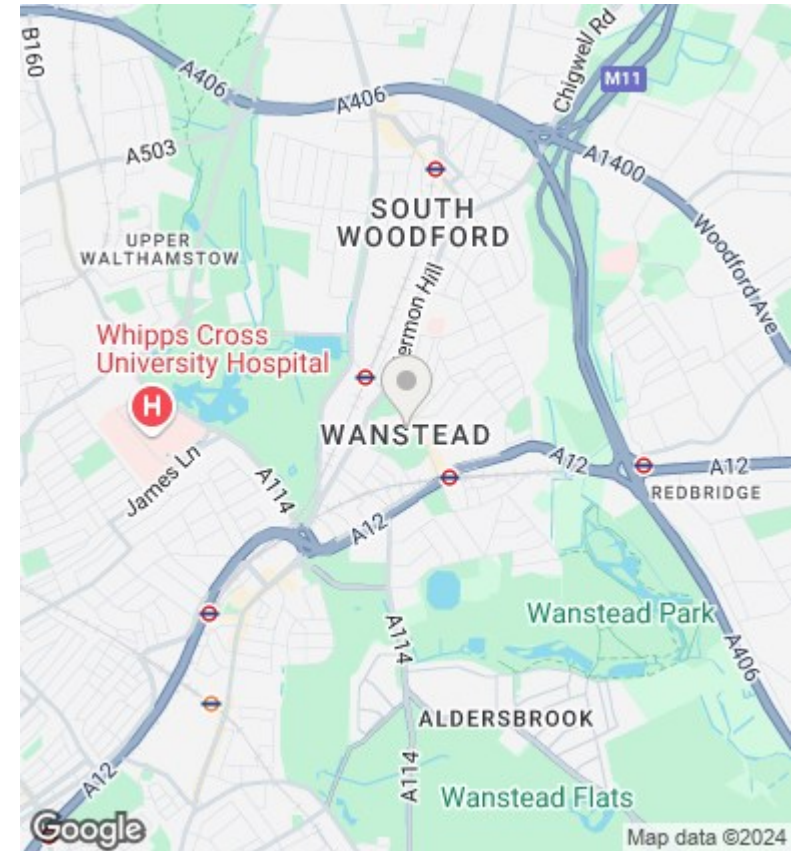 B160
A406
A406
Chigwell Rd
M11
A503
A1400
SOUTH
WOODFORD
UPPER
WALTHAMSTOW
Woodford Ave
ermon Hill
Whipps Cross
University Hospital
H
WANSTEAD
James Ln
A114
A12
A12
REDBRIDGE
A12
Wanstead Park
A114
A406
ALDERSBROOK
A114
A12
Wanstead Flats
Google
Map data ©2024